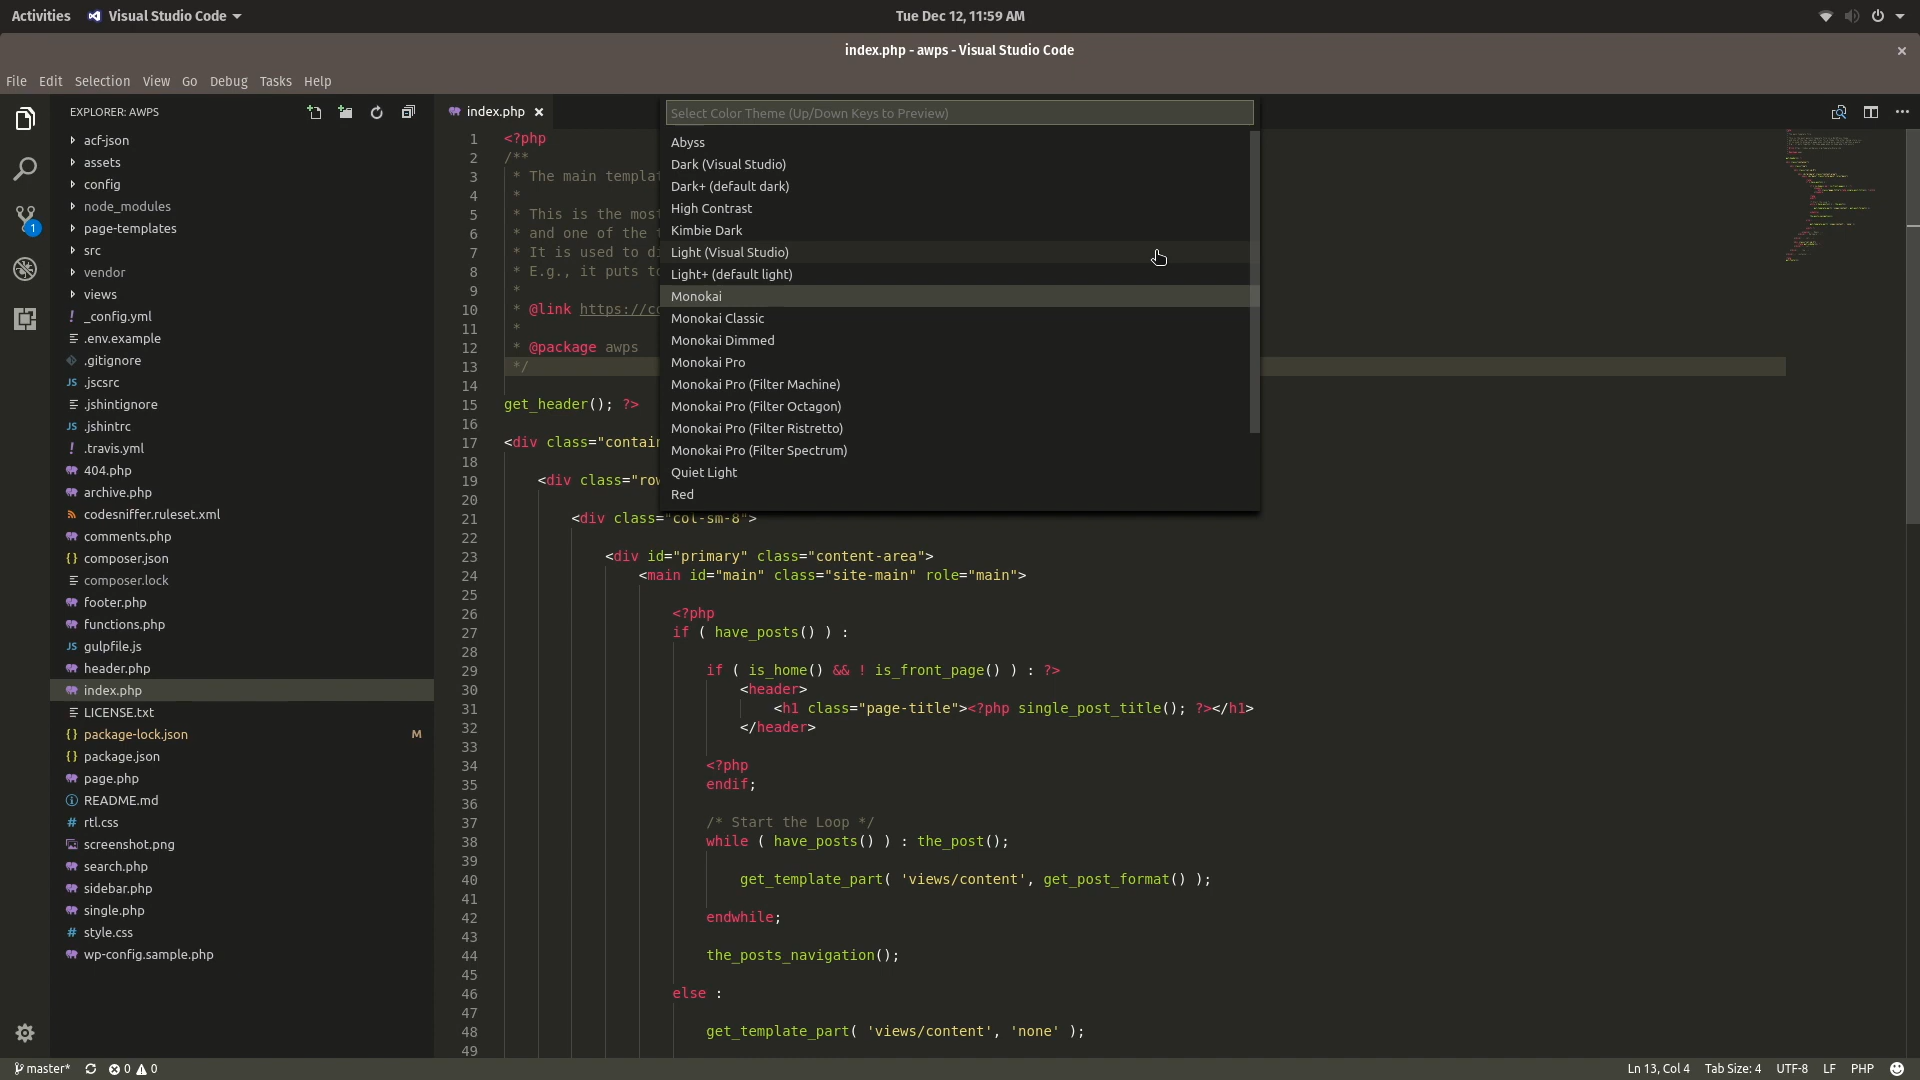 Activities Visual Studio Code Tue Dec 12, 11:59 AM
index.php - awps - Visual Studio Code
File Edit Selection View Go Debug Tasks Help
EXPLORER: AWPS
acf-json
assets
config
node_modules
page-templates
src
vendor
views
! _config.yml
.env.example
.gitignore
JS .jscsrc
.jshintignore
JS .jshintrc
! .travis.yml
404.php
archive.php
codesniffer.ruleset.xml
comments.php
{} composer.json
composer.lock
footer.php
functions.php
JS gulpfile.js
header.php
index.php
LICENSE.txt
{} package-lock.json M
{} package.json
page.php
README.md
# rtl.css
screenshot.png
search.php
sidebar.php
single.php
# style.css
wp-config.sample.php
1
index.php
Select Color Theme (Up/Down Keys to Preview)
Abyss
Dark (Visual Studio)
Dark+ (default dark)
High Contrast
Kimbie Dark
Light (Visual Studio)
Light+ (default light)
Monokai
Monokai Classic
Monokai Dimmed
Monokai Pro
Monokai Pro (Filter Machine)
Monokai Pro (Filter Octagon)
Monokai Pro (Filter Ristretto)
Monokai Pro (Filter Spectrum)
Quiet Light
Red
1 <?php
2 /**
3 * The main templa
4 *
5 * This is the mos
6 * and one of the
7 * It is used to d
8 * E.g., it puts t
9 *
10 * @link https://c
11 *
12 * @package awps
13 */
14
15 get_header(); ?>
16
17 <div class="contai
18
19 <div class="ro
20
21 <div class="col-sm-8">
22
23 <div id="primary" class="content-area">
24 <main id="main" class="site-main" role="main">
25
26 <?php
27 if ( have_posts() ) :
28
29 if ( is_home() && ! is_front_page() ) : ?>
30 <header>
31 <h1 class="page-title"><?php single_post_title(); ?></h1>
32 </header>
33
34 <?php
35 endif;
36
37 /* Start the Loop */
38 while ( have_posts() ) : the_post();
39
40 get_template_part( 'views/content', get_post_format() );
41
42 endwhile;
43
44 the_posts_navigation();
45
46 else :
47
48 get_template_part( 'views/content', 'none' );
49
master* 0 0 Ln 13, Col 4 Tab Size: 4 UTF-8 LF PHP